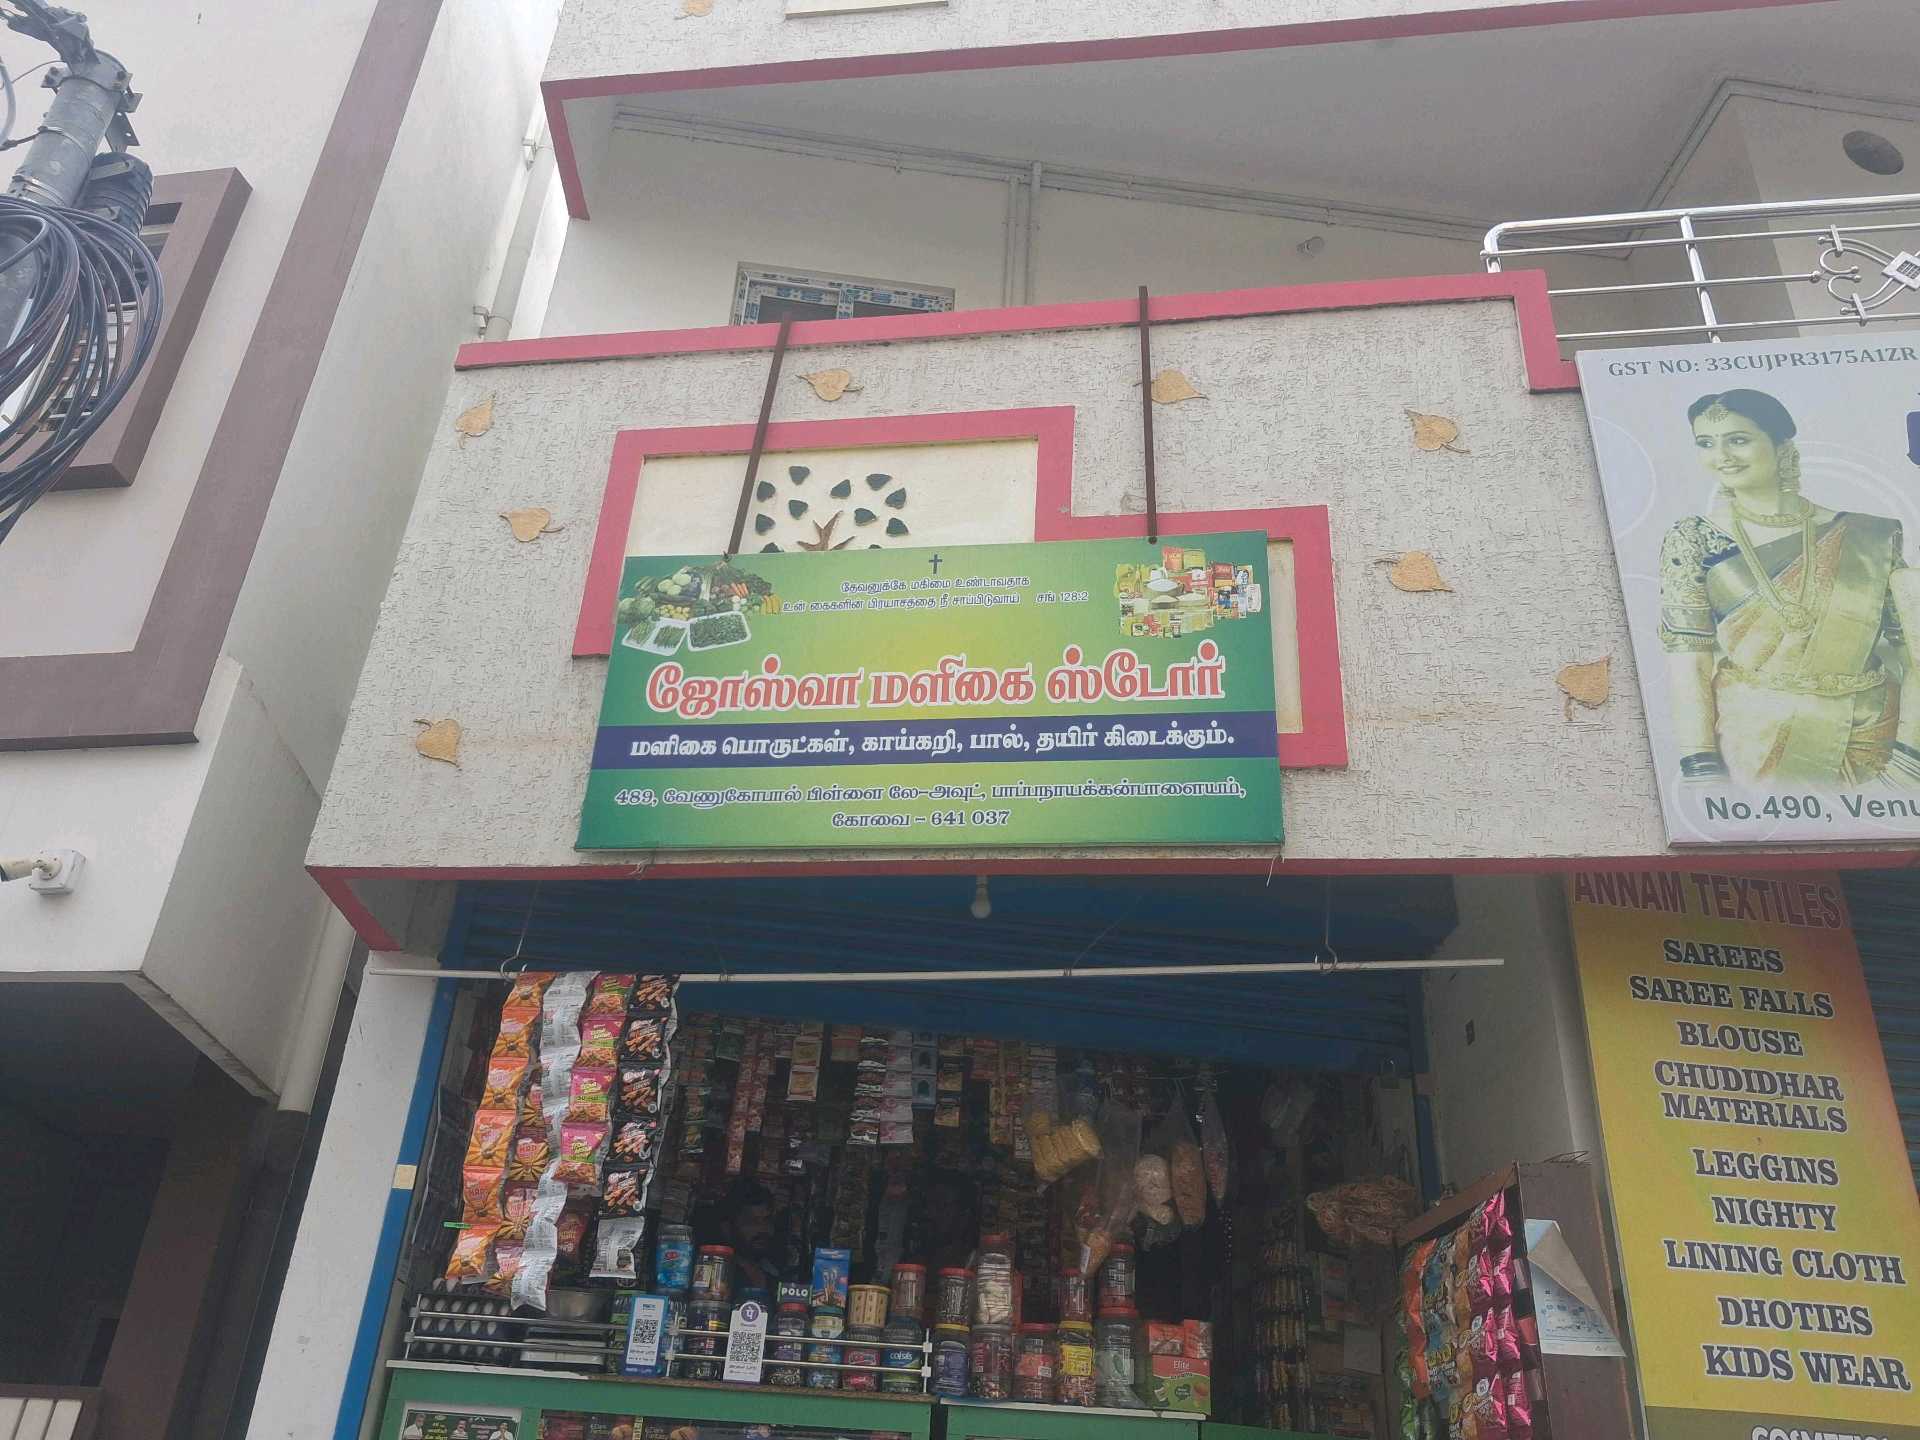 தேவனுக்கே மகிமை உண்டாவதாக
உன் கைகளின் பிரயாசத்தை நீ சாப்பிடுவாய் சங் 128:2
ஜோஸ்வா மளிகை ஸ்டோர்
மளிகை பொருட்கள், காய்கறி, பால், தயிர் கிடைக்கும்.
489, வேணுகோபால் பிள்ளை லே-அவுட், பாப்பநாயக்கன்பாளையம்,
கோவை - 641 037
GST NO: 33CUJPR3175A1ZR
No.490, Venu
ANNAM TEXTILES
SAREES
SAREE FALLS
BLOUSE
CHUDIDHAR
MATERIALS
LEGGINS
NIGHTY
LINING CLOTH
DHOTIES
KIDS WEAR
POLO
Elite